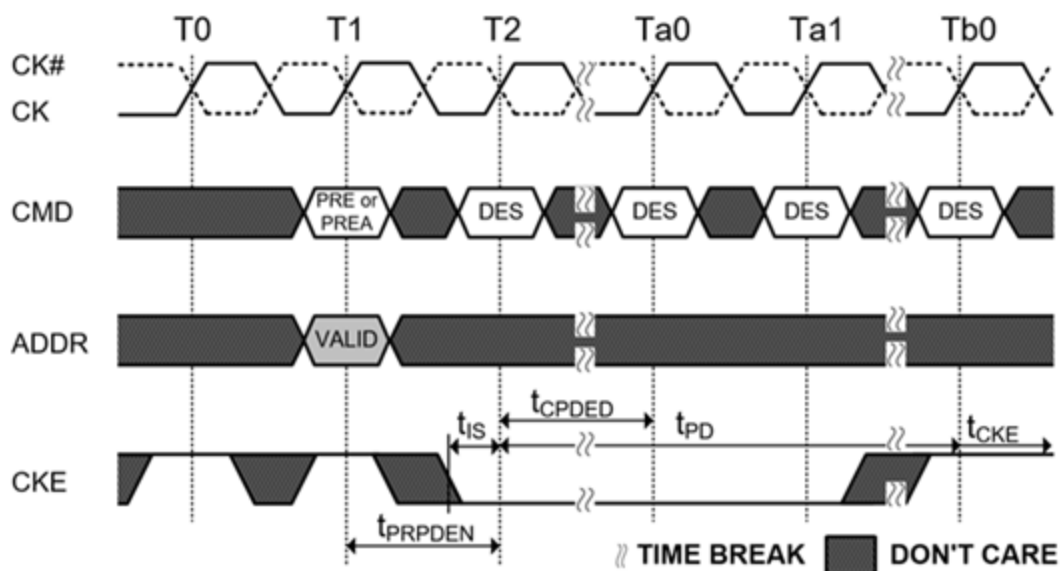 T0 T1 T2 Ta0 Ta1 Tb0
CK#
CK
CMD
PRE or
PREA
DES DES DES DES
ADDR
VALID
tCPDED
tIS tPD tCKE
CKE
tPRPDEN
TIME BREAK DON'T CARE